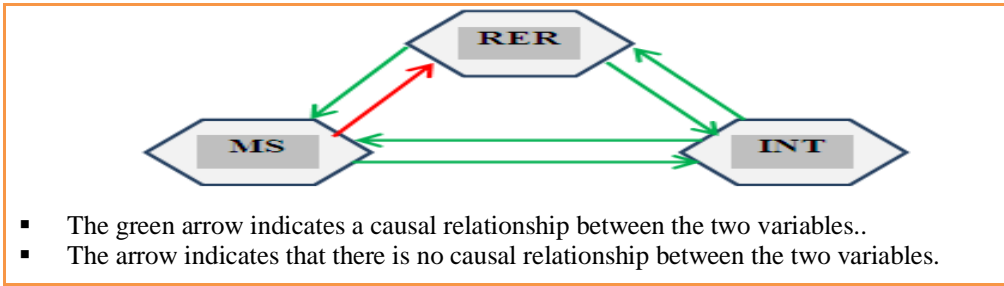 RER
MS
INT
▪ The green arrow indicates a causal relationship between the two variables..
▪ The arrow indicates that there is no causal relationship between the two variables.